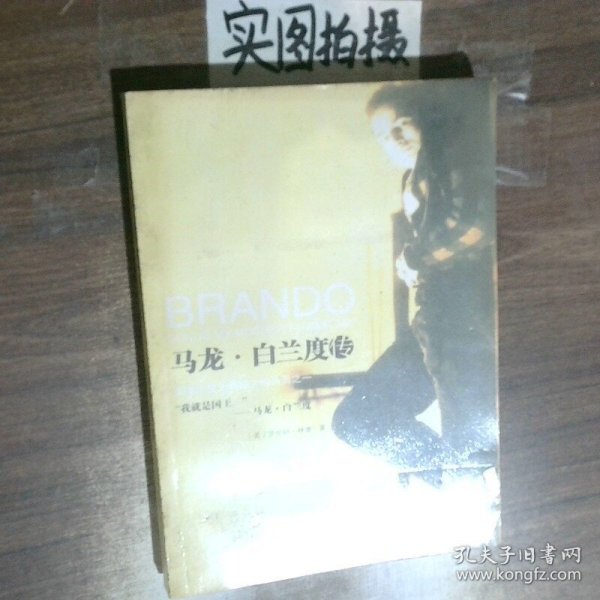 实图拍摄
BRANDO
马龙·白兰度传
“我就是国王…”
——马龙·白兰度
孔夫子旧书网
www.kongfz.com